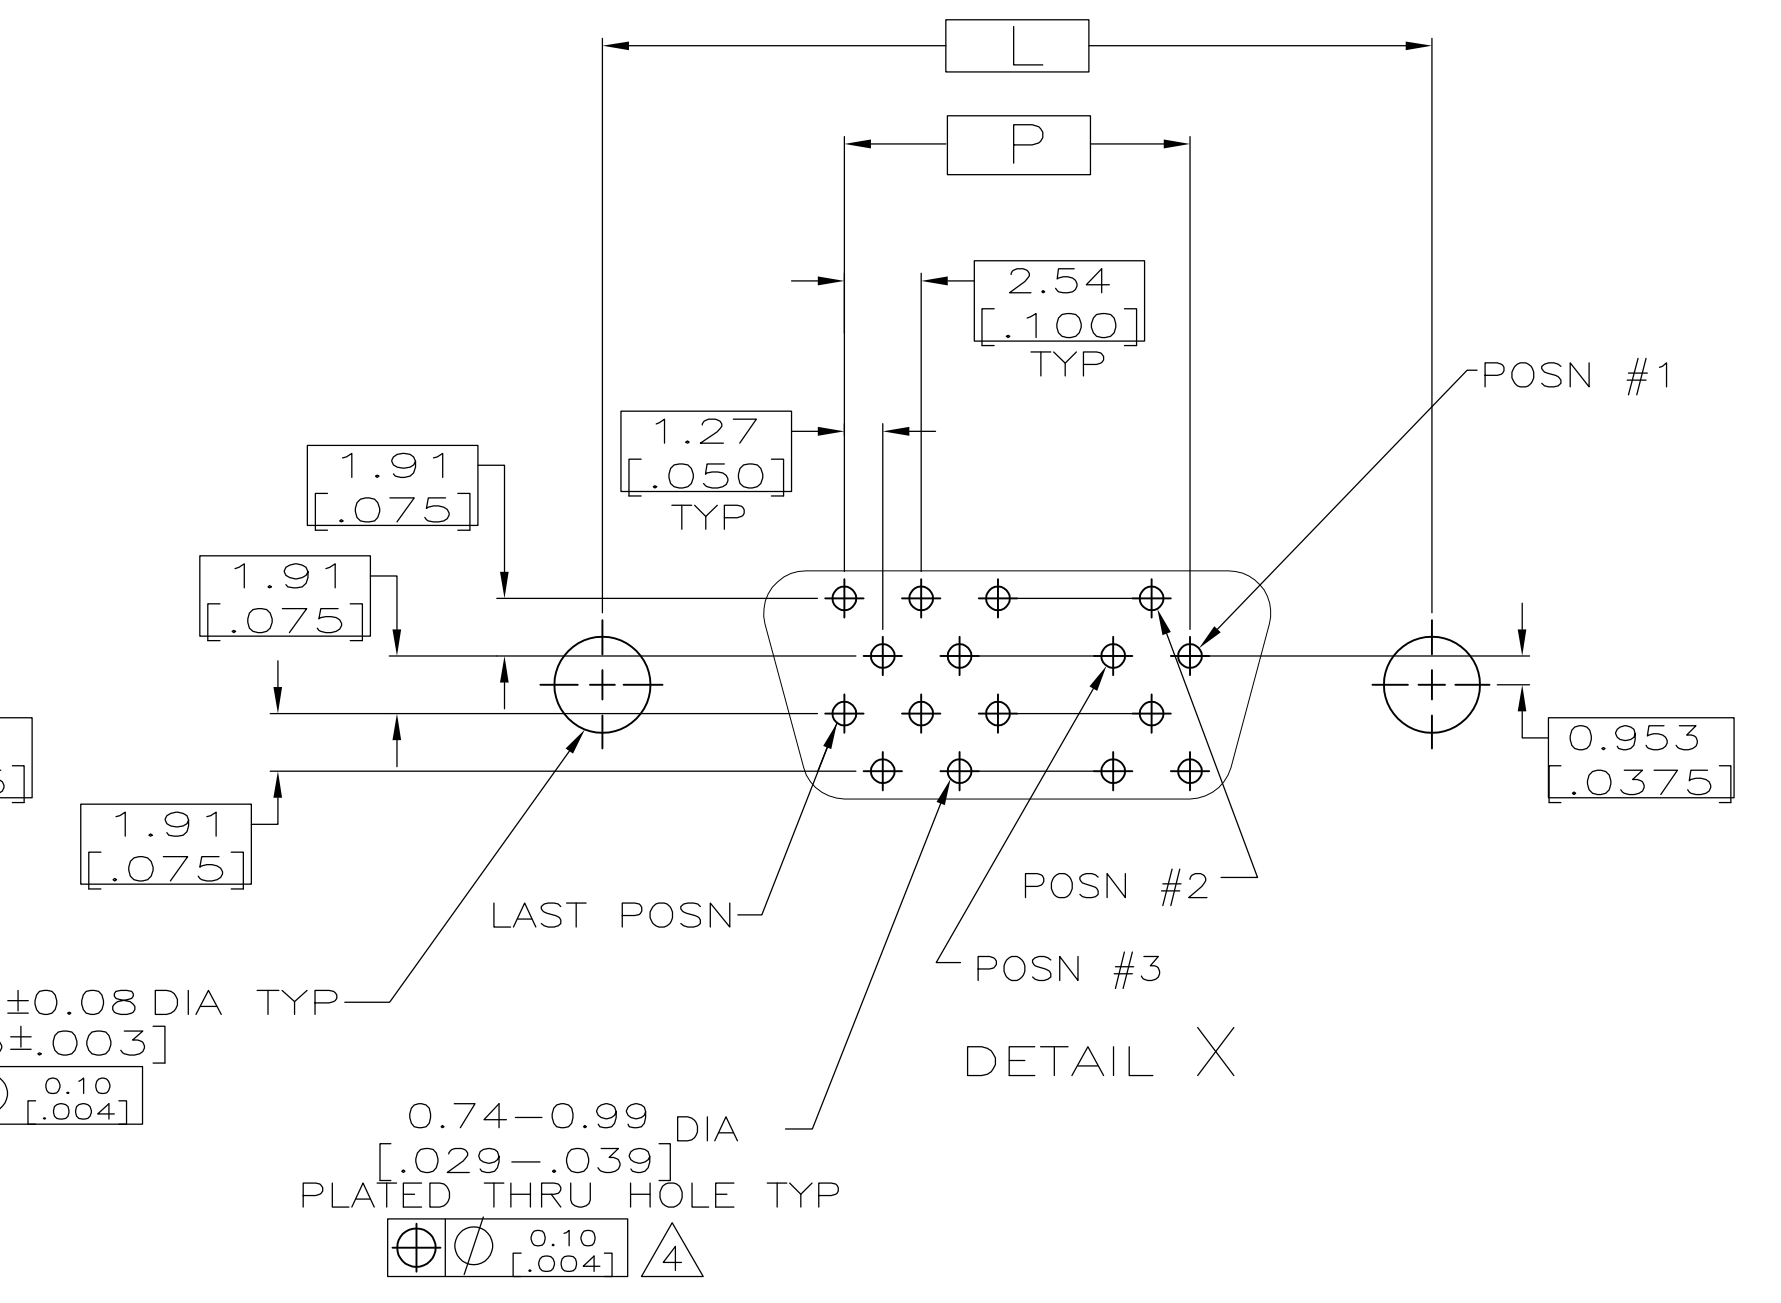 L
P
2.54
[.100]
TYP
POSN #1
1.27
[.050]
TYP
1.91
[.075]
1.91
[.075]
0.953
[.0375]
1.91
[.075]
POSN #2
LAST POSN
POSN #3
±0.08 DIA TYP
±.003]
0.10
[.004]
DETAIL X
0.74-0.99 DIA
[.029-.039]
PLATED THRU HOLE TYP
⌖ ⌀ 0.10
[.004]
4